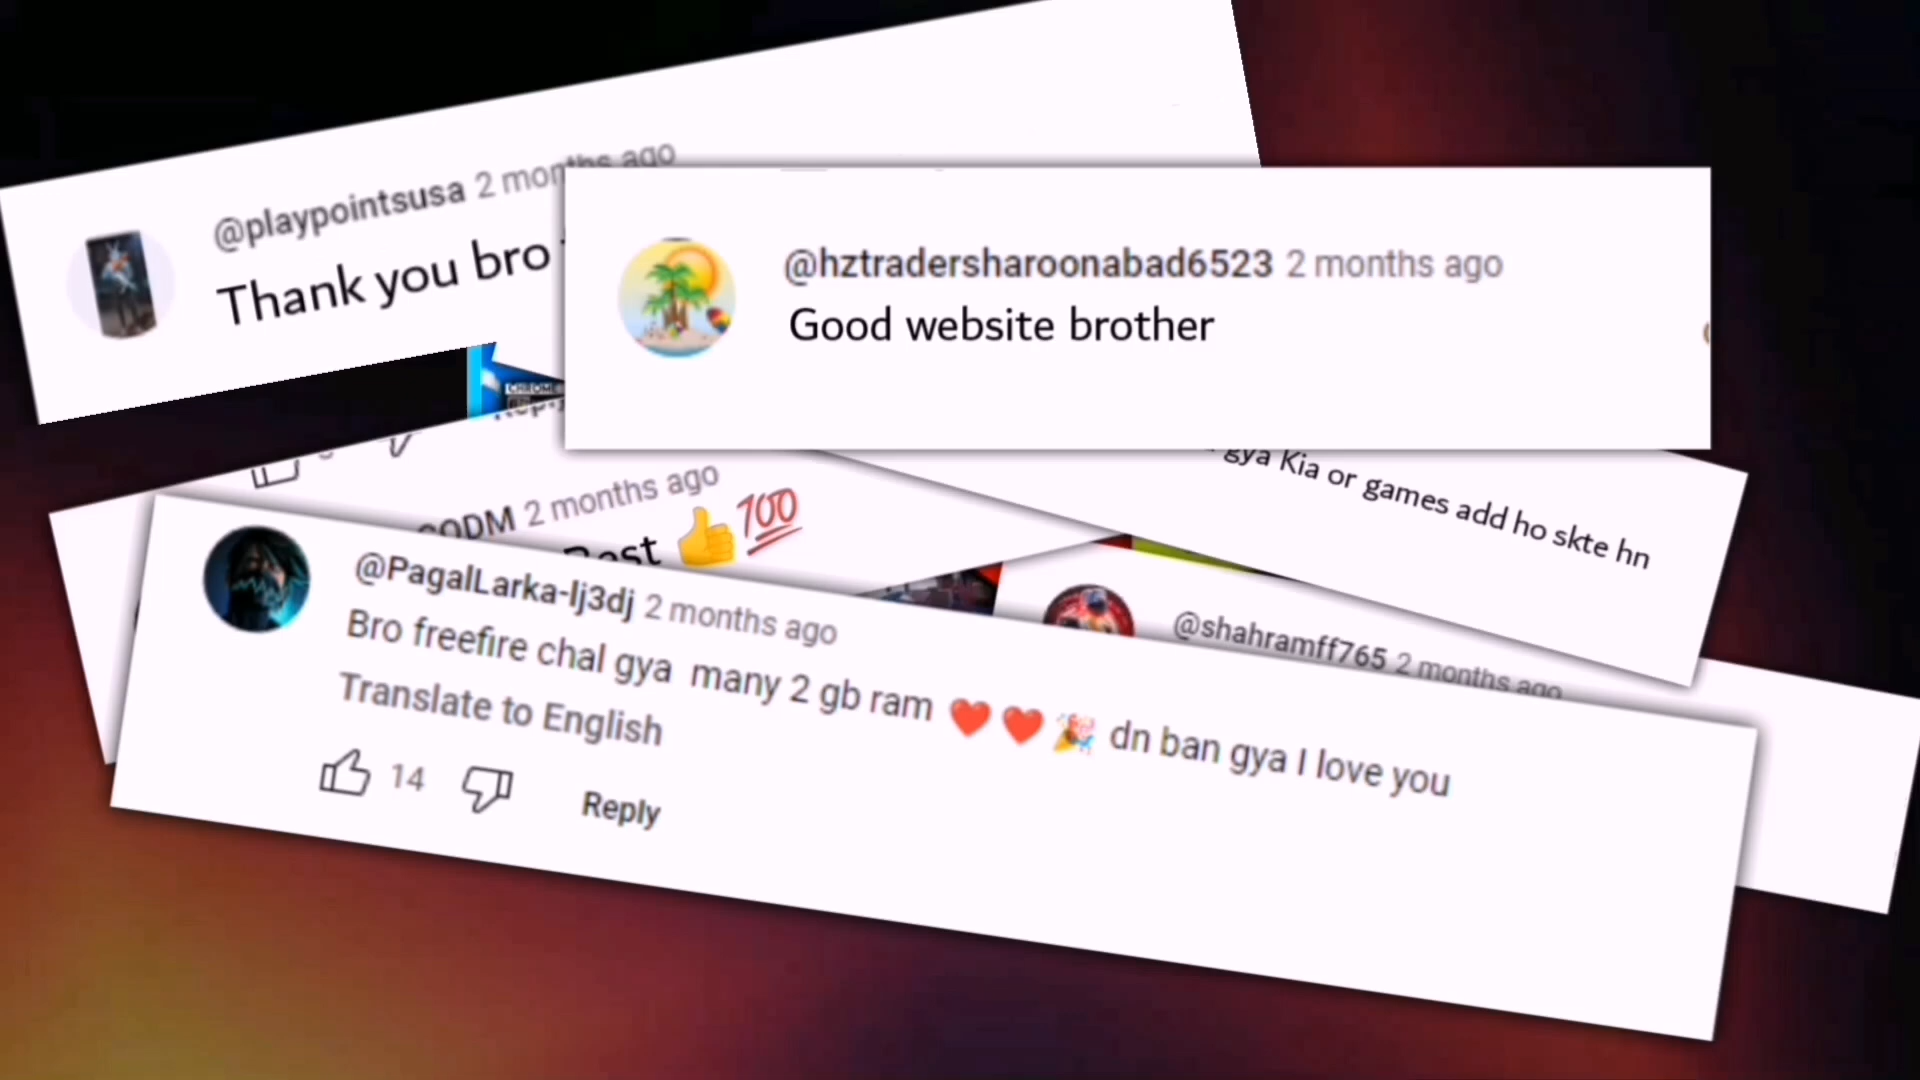 @playpointsusa 2 months ago
Thank you bro
@hztradersharoonabad6523 2 months ago
Good website brother
CHROME
gya Kia or games add ho skte hn
2 months ago
Best 👍💯
@PagalLarka-lj3dj 2 months ago
Bro freefire chal gya many 2 gb ram ❤️❤️🎉 dn ban gya I love you
Translate to English
14 Reply
@shahramff765 2 months ago